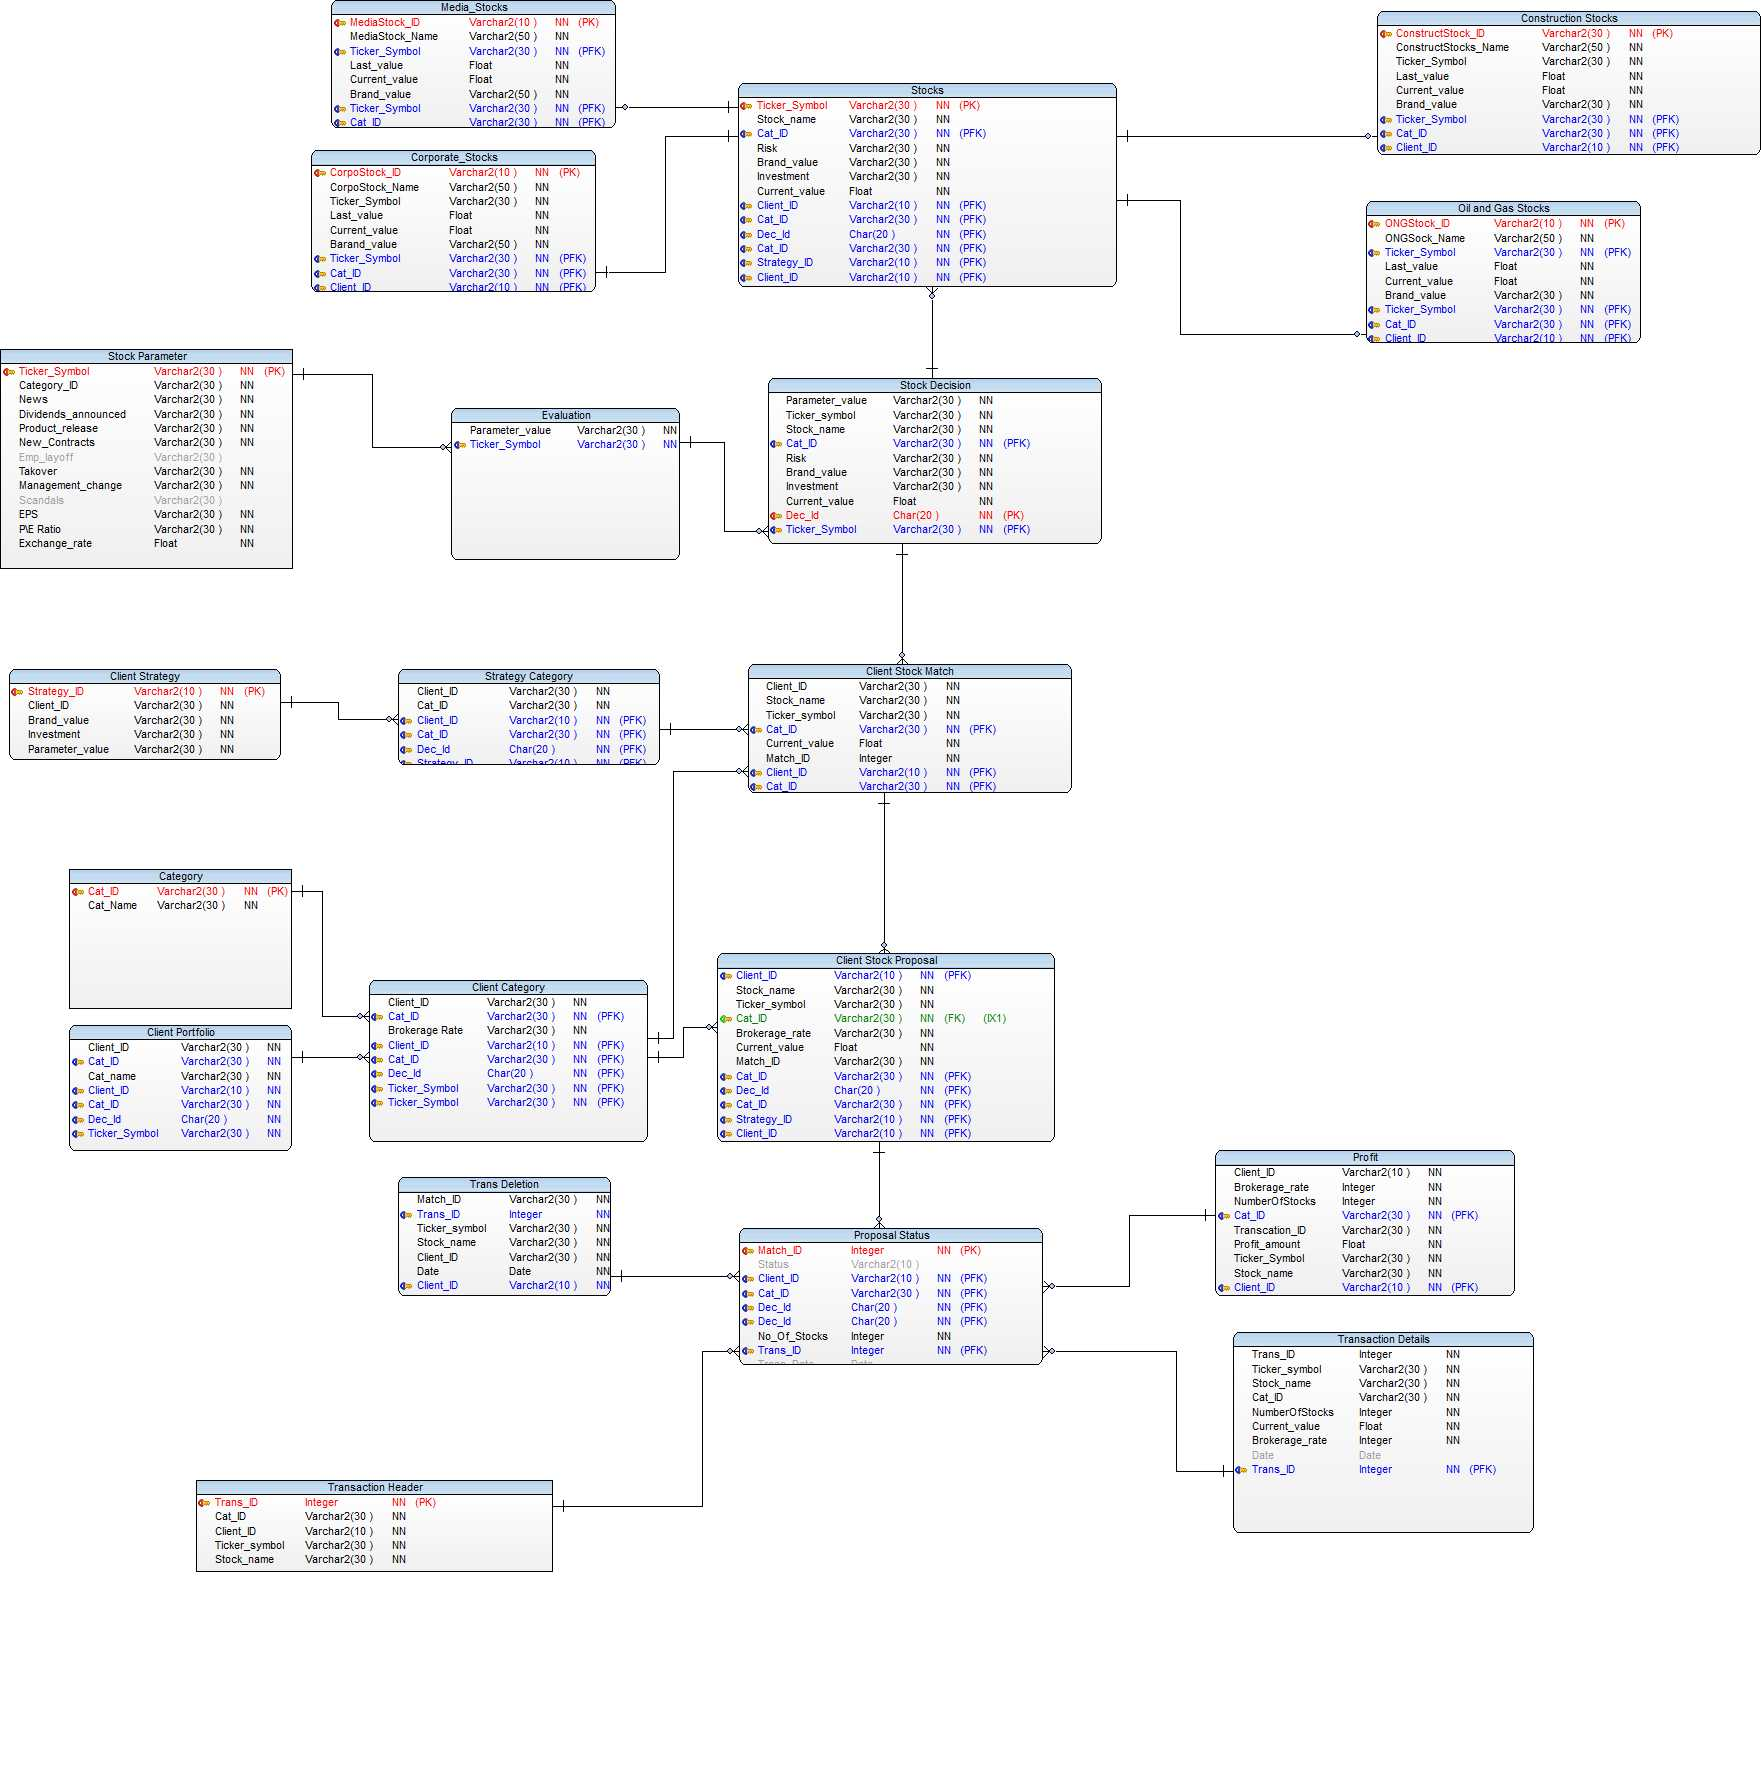 Media_Stocks
MediaStock_ID Varchar2(10 ) NN (PK)
MediaStock_Name Varchar2(50 ) NN
Ticker_Symbol Varchar2(30 ) NN (PFK)
Last_value Float NN
Current_value Float NN
Brand_value Varchar2(50 ) NN
Ticker_Symbol Varchar2(30 ) NN (PFK)
Cat_ID Varchar2(30 ) NN (PFK)
Construction Stocks
ConstructStock_ID Varchar2(30 ) NN (PK)
ConstructStocks_Name Varchar2(50 ) NN
Ticker_Symbol Varchar2(30 ) NN
Last_value Float NN
Current_value Float NN
Brand_value Varchar2(30 ) NN
Ticker_Symbol Varchar2(30 ) NN (PFK)
Cat_ID Varchar2(30 ) NN (PFK)
Client_ID Varchar2(10 ) NN (PFK)
Stocks
Ticker_Symbol Varchar2(30 ) NN (PK)
Stock_name Varchar2(30 ) NN
Cat_ID Varchar2(30 ) NN (PFK)
Risk Varchar2(30 ) NN
Brand_value Varchar2(30 ) NN
Investment Varchar2(30 ) NN
Current_value Float NN
Client_ID Varchar2(10 ) NN (PFK)
Cat_ID Varchar2(30 ) NN (PFK)
Dec_Id Char(20 ) NN (PFK)
Cat_ID Varchar2(30 ) NN (PFK)
Strategy_ID Varchar2(10 ) NN (PFK)
Client_ID Varchar2(10 ) NN (PFK)
Corporate_Stocks
CorpoStock_ID Varchar2(10 ) NN (PK)
CorpoStock_Name Varchar2(50 ) NN
Ticker_Symbol Varchar2(30 ) NN
Last_value Float NN
Current_value Float NN
Barand_value Varchar2(50 ) NN
Ticker_Symbol Varchar2(30 ) NN (PFK)
Cat_ID Varchar2(30 ) NN (PFK)
Client_ID Varchar2(10 ) NN (PFK)
Oil and Gas Stocks
ONGStock_ID Varchar2(10 ) NN (PK)
ONGSock_Name Varchar2(50 ) NN
Ticker_Symbol Varchar2(30 ) NN (PFK)
Last_value Float NN
Current_value Float NN
Brand_value Varchar2(30 ) NN
Ticker_Symbol Varchar2(30 ) NN (PFK)
Cat_ID Varchar2(30 ) NN (PFK)
Client_ID Varchar2(10 ) NN (PFK)
Stock Parameter
Ticker_Symbol Varchar2(30 ) NN (PK)
Category_ID Varchar2(30 ) NN
News Varchar2(30 ) NN
Dividends_announced Varchar2(30 ) NN
Product_release Varchar2(30 ) NN
New_Contracts Varchar2(30 ) NN
Emp_layoff Varchar2(30 )
Takover Varchar2(30 ) NN
Management_change Varchar2(30 ) NN
Scandals Varchar2(30 )
EPS Varchar2(30 ) NN
P\E Ratio Varchar2(30 ) NN
Exchange_rate Float NN
Evaluation
Parameter_value Varchar2(30 ) NN
Ticker_Symbol Varchar2(30 ) NN
Stock Decision
Parameter_value Varchar2(30 ) NN
Ticker_symbol Varchar2(30 ) NN
Stock_name Varchar2(30 ) NN
Cat_ID Varchar2(30 ) NN (PFK)
Risk Varchar2(30 ) NN
Brand_value Varchar2(30 ) NN
Investment Varchar2(30 ) NN
Current_value Float NN
Dec_Id Char(20 ) NN (PK)
Ticker_Symbol Varchar2(30 ) NN (PFK)
Client Strategy
Strategy_ID Varchar2(10 ) NN (PK)
Client_ID Varchar2(30 ) NN
Brand_value Varchar2(30 ) NN
Investment Varchar2(30 ) NN
Parameter_value Varchar2(30 ) NN
Strategy Category
Client_ID Varchar2(30 ) NN
Cat_ID Varchar2(30 ) NN
Client_ID Varchar2(10 ) NN (PFK)
Cat_ID Varchar2(30 ) NN (PFK)
Dec_Id Char(20 ) NN (PFK)
Strategy_ID Varchar2(10 ) NN (PFK)
Client Stock Match
Client_ID Varchar2(30 ) NN
Stock_name Varchar2(30 ) NN
Ticker_symbol Varchar2(30 ) NN
Cat_ID Varchar2(30 ) NN (PFK)
Current_value Float NN
Match_ID Integer NN
Client_ID Varchar2(10 ) NN (PFK)
Cat_ID Varchar2(30 ) NN (PFK)
Category
Cat_ID Varchar2(30 ) NN (PK)
Cat_Name Varchar2(30 ) NN
Client Portfolio
Client_ID Varchar2(30 ) NN
Cat_ID Varchar2(30 ) NN
Cat_name Varchar2(30 ) NN
Client_ID Varchar2(10 ) NN
Cat_ID Varchar2(30 ) NN
Dec_Id Char(20 ) NN
Ticker_Symbol Varchar2(30 ) NN
Client Category
Client_ID Varchar2(30 ) NN
Cat_ID Varchar2(30 ) NN (PFK)
Brokerage Rate Varchar2(30 ) NN
Client_ID Varchar2(10 ) NN (PFK)
Cat_ID Varchar2(30 ) NN (PFK)
Dec_Id Char(20 ) NN (PFK)
Ticker_Symbol Varchar2(30 ) NN (PFK)
Ticker_Symbol Varchar2(30 ) NN (PFK)
Client Stock Proposal
Client_ID Varchar2(10 ) NN (PFK)
Stock_name Varchar2(30 ) NN
Ticker_symbol Varchar2(30 ) NN
Cat_ID Varchar2(30 ) NN (FK) (IX1)
Brokerage_rate Varchar2(30 ) NN
Current_value Float NN
Match_ID Varchar2(30 ) NN
Cat_ID Varchar2(30 ) NN (PFK)
Dec_Id Char(20 ) NN (PFK)
Cat_ID Varchar2(30 ) NN (PFK)
Strategy_ID Varchar2(10 ) NN (PFK)
Client_ID Varchar2(10 ) NN (PFK)
Trans Deletion
Match_ID Varchar2(30 ) NN
Trans_ID Integer NN
Ticker_symbol Varchar2(30 ) NN
Stock_name Varchar2(30 ) NN
Client_ID Varchar2(30 ) NN
Date Date NN
Client_ID Varchar2(10 ) NN
Proposal Status
Match_ID Integer NN (PK)
Status Varchar2(10 )
Client_ID Varchar2(10 ) NN (PFK)
Cat_ID Varchar2(30 ) NN (PFK)
Dec_Id Char(20 ) NN (PFK)
Dec_Id Char(20 ) NN (PFK)
No_Of_Stocks Integer NN
Trans_ID Integer NN (PFK)
Trans_Date Date
Profit
Client_ID Varchar2(10 ) NN
Brokerage_rate Integer NN
NumberOfStocks Integer NN
Cat_ID Varchar2(30 ) NN (PFK)
Transcation_ID Varchar2(30 ) NN
Profit_amount Float NN
Ticker_Symbol Varchar2(30 ) NN
Stock_name Varchar2(30 ) NN
Client_ID Varchar2(10 ) NN (PFK)
Transaction Details
Trans_ID Integer NN
Ticker_symbol Varchar2(30 ) NN
Stock_name Varchar2(30 ) NN
Cat_ID Varchar2(30 ) NN
NumberOfStocks Integer NN
Current_value Float NN
Brokerage_rate Integer NN
Date Date
Trans_ID Integer NN (PFK)
Transaction Header
Trans_ID Integer NN (PK)
Cat_ID Varchar2(30 ) NN
Client_ID Varchar2(10 ) NN
Ticker_symbol Varchar2(30 ) NN
Stock_name Varchar2(30 ) NN